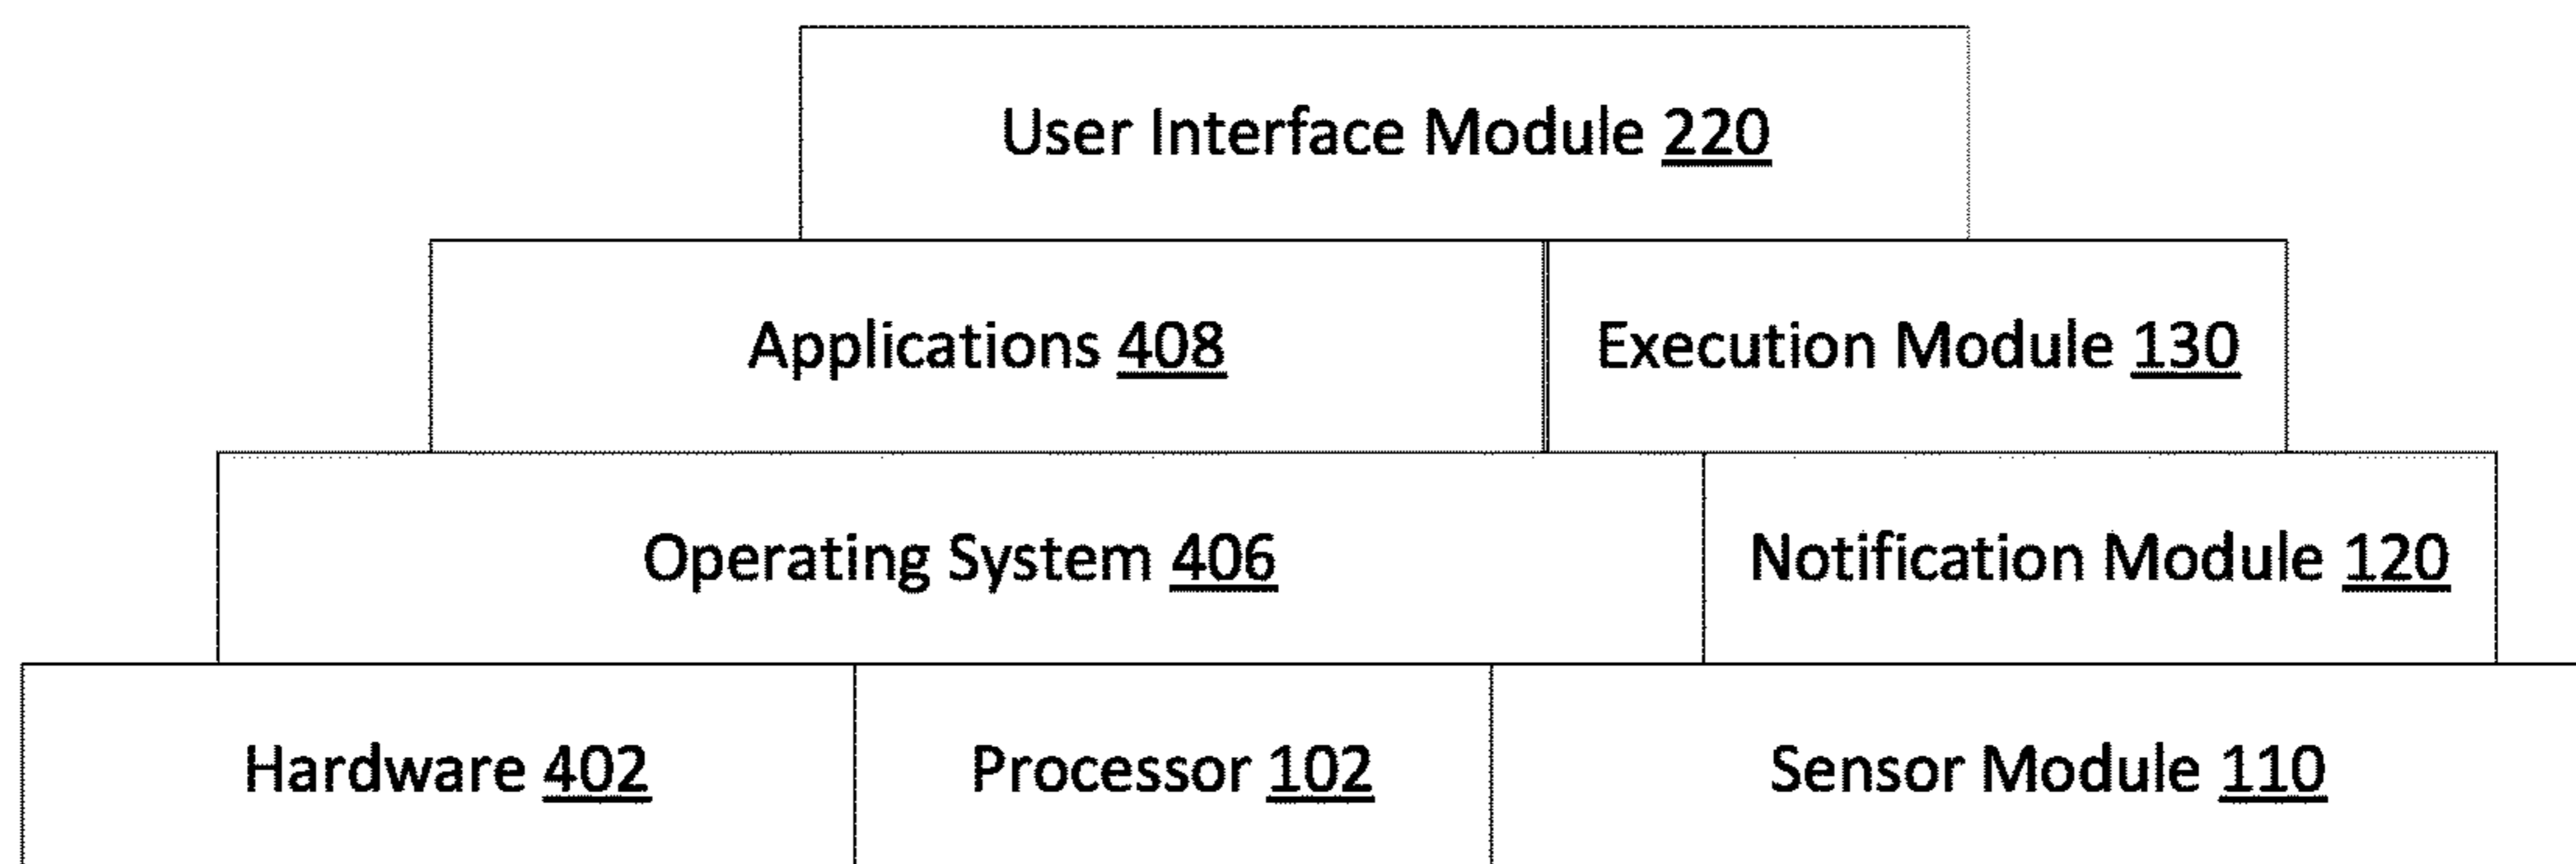 User Interface Module 220
Applications 408 Execution Module 130
Operating System 406 Notification Module 120
Hardware 402 Processor 102 Sensor Module 110